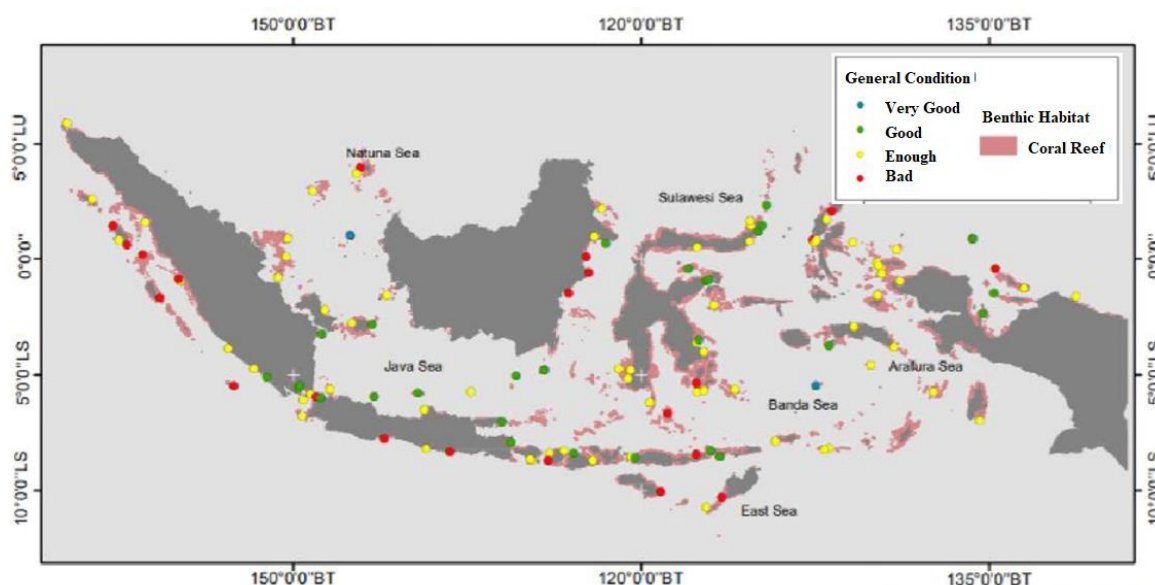 150°0'0"BT 120°0'0"BT 135°0'0"BT
General Condition
Very Good
Good
Enough
Bad
Benthic Habitat
Coral Reef
5°0'0"LU
0°0'0"
5°0'0"LS
10°0'0"LS
Natuna Sea
Sulawesi Sea
Java Sea
Arafura Sea
Banda Sea
East Sea
5°0'0"LU
0°0'0"
5°0'0"LS
10°0'0"LS
150°0'0"BT 120°0'0"BT 135°0'0"BT